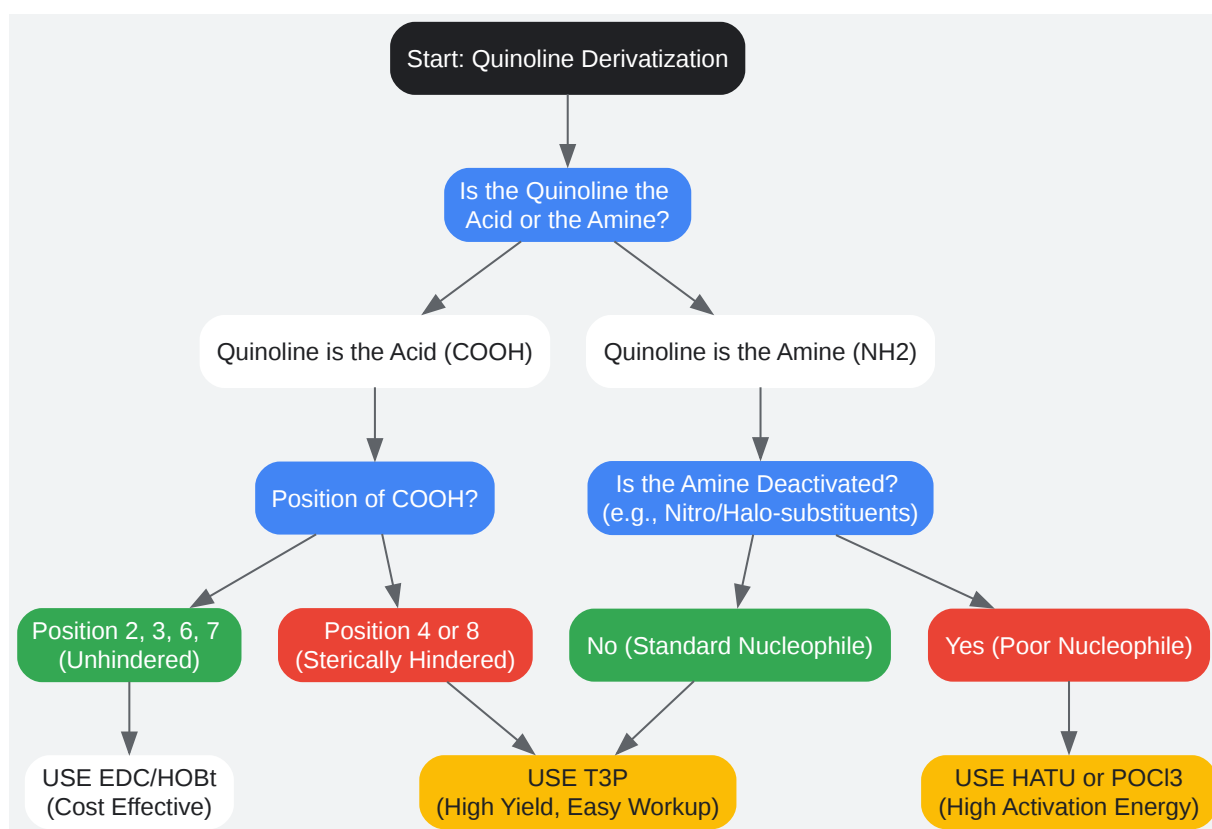 Start: Quinoline Derivatization
Is the Quinoline the
Acid or the Amine?
Quinoline is the Acid (COOH)
Quinoline is the Amine (NH2)
Position of COOH?
Is the Amine Deactivated?
(e.g., Nitro/Halo-substituents)
Position 2, 3, 6, 7
(Unhindered)
Position 4 or 8
(Sterically Hindered)
No (Standard Nucleophile)
Yes (Poor Nucleophile)
USE EDC/HOBt
(Cost Effective)
USE T3P
(High Yield, Easy Workup)
USE HATU or POCl3
(High Activation Energy)